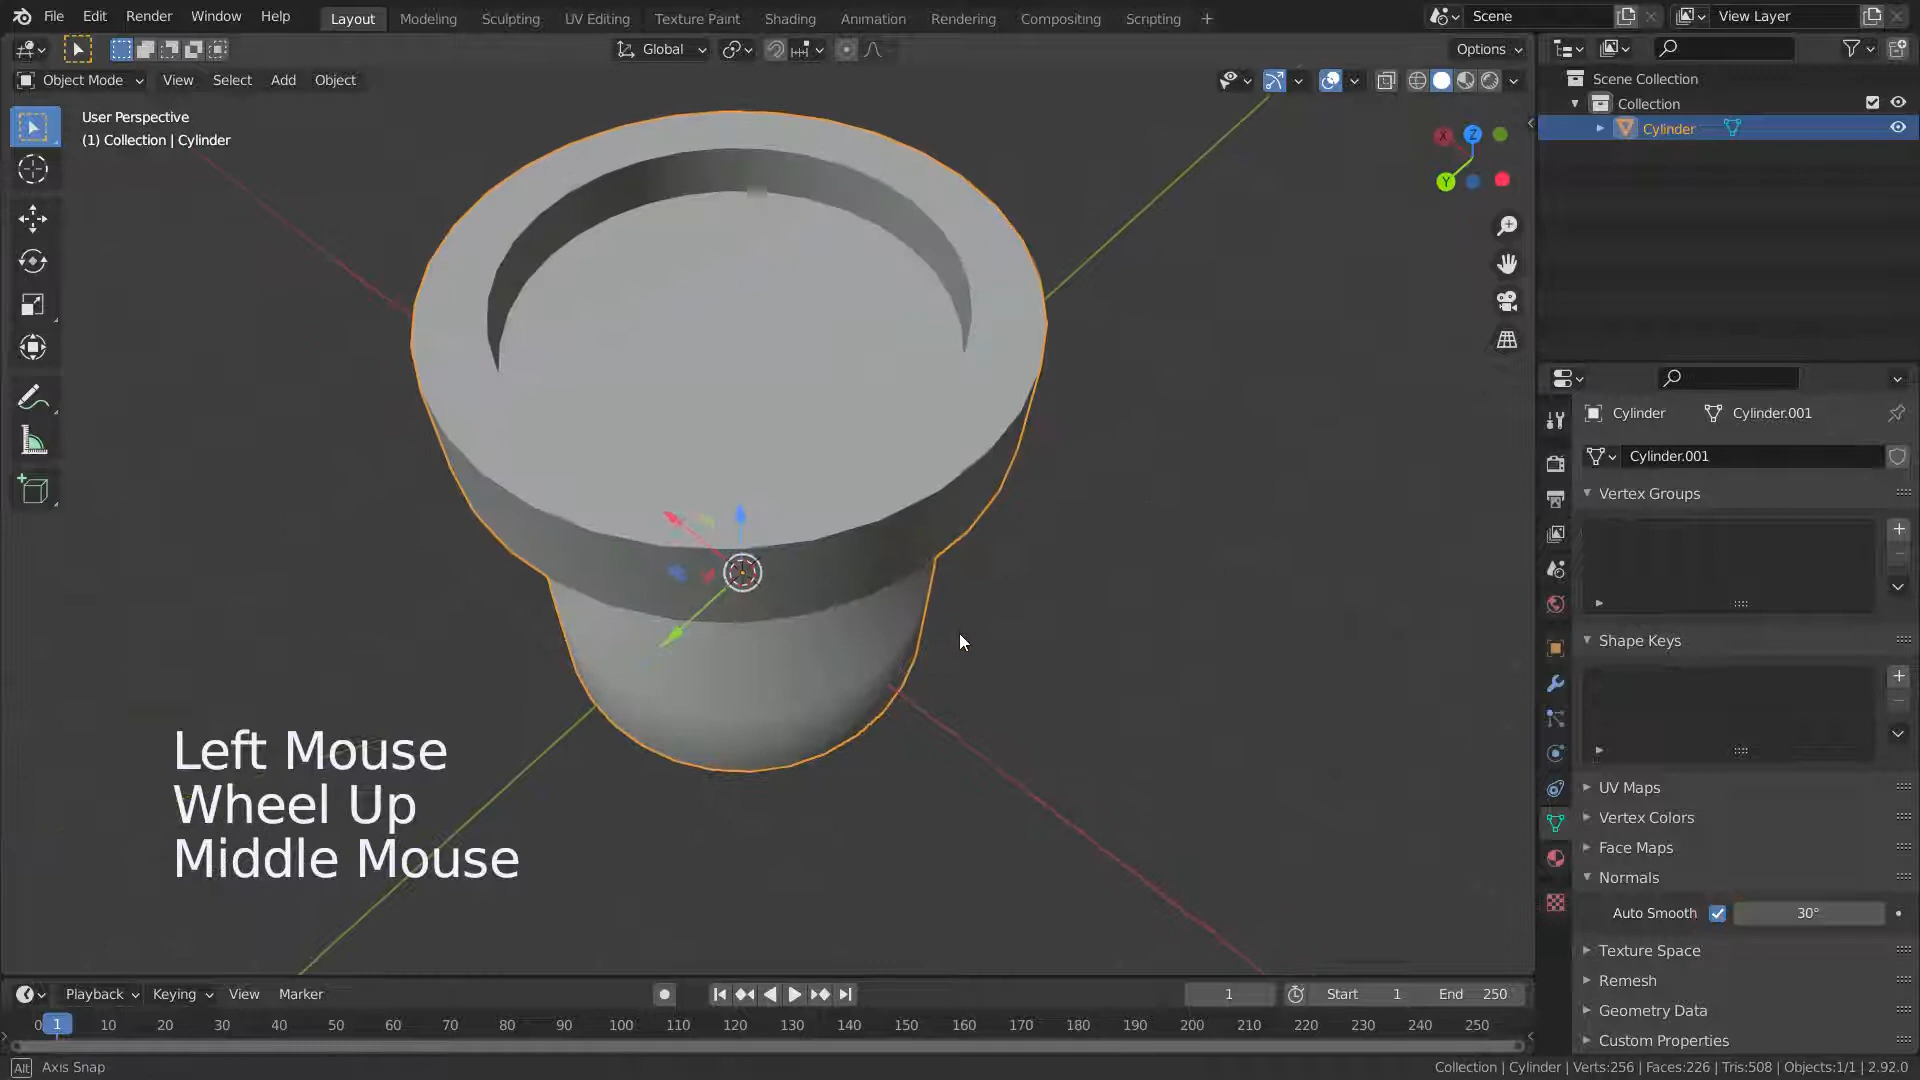 File Edit Render Window Help Layout Modeling Sculpting UV Editing Texture Paint Shading Animation Rendering Compositing Scripting + Scene View Layer
Global Options
Object Mode View Select Add Object
User Perspective
(1) Collection | Cylinder
X Z
Y
Scene Collection
Collection
Cylinder
Cylinder Cylinder.001
Cylinder.001
Vertex Groups
Shape Keys
UV Maps
Vertex Colors
Face Maps
Normals
Auto Smooth 30°
Texture Space
Remesh
Geometry Data
Custom Properties
Left Mouse
Wheel Up
Middle Mouse
Playback Keying View Marker 1 Start 1 End 250
0 1 10 20 30 40 50 60 70 80 90 100 110 120 130 140 150 160 170 180 190 200 210 220 230 240 250
Alt Axis Snap Collection | Cylinder | Verts:256 | Faces:226 | Tris:508 | Objects:1/1 | 2.92.0